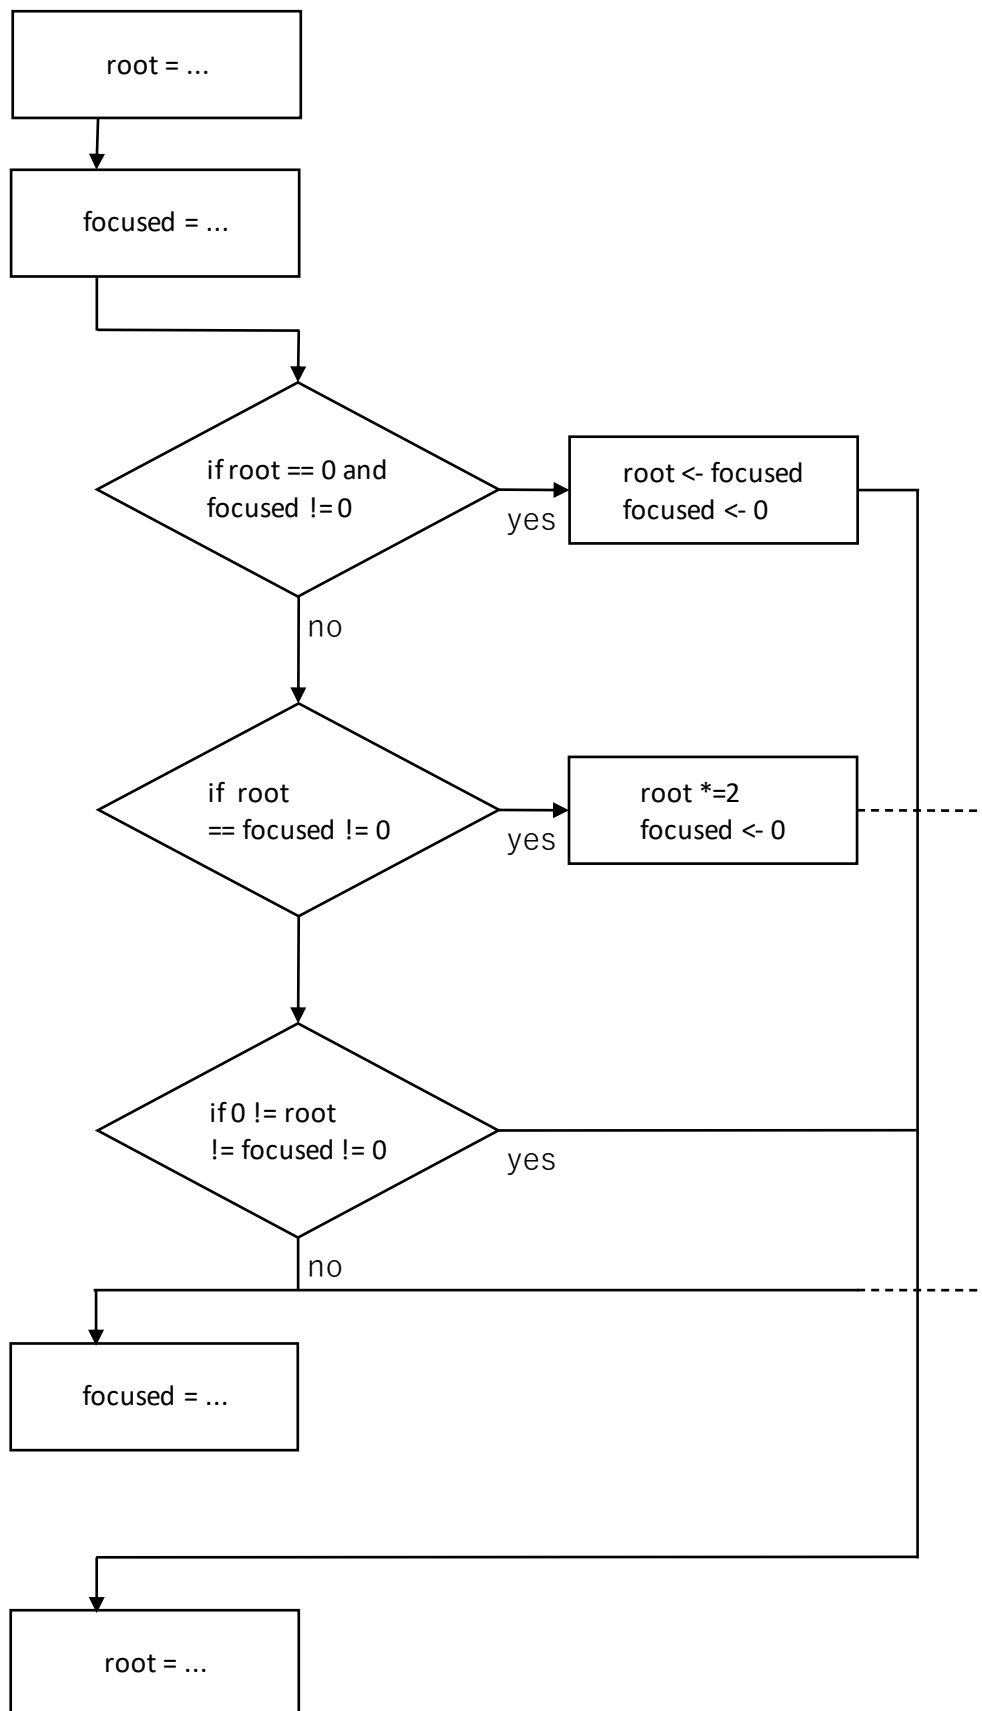 root = ...
focused = ...
if root == 0 and
focused != 0
yes
root <- focused
focused <- 0
no
if root
== focused != 0
yes
root *=2
focused <- 0
if 0 != root
!= focused != 0
yes
no
focused = ...
root = ...